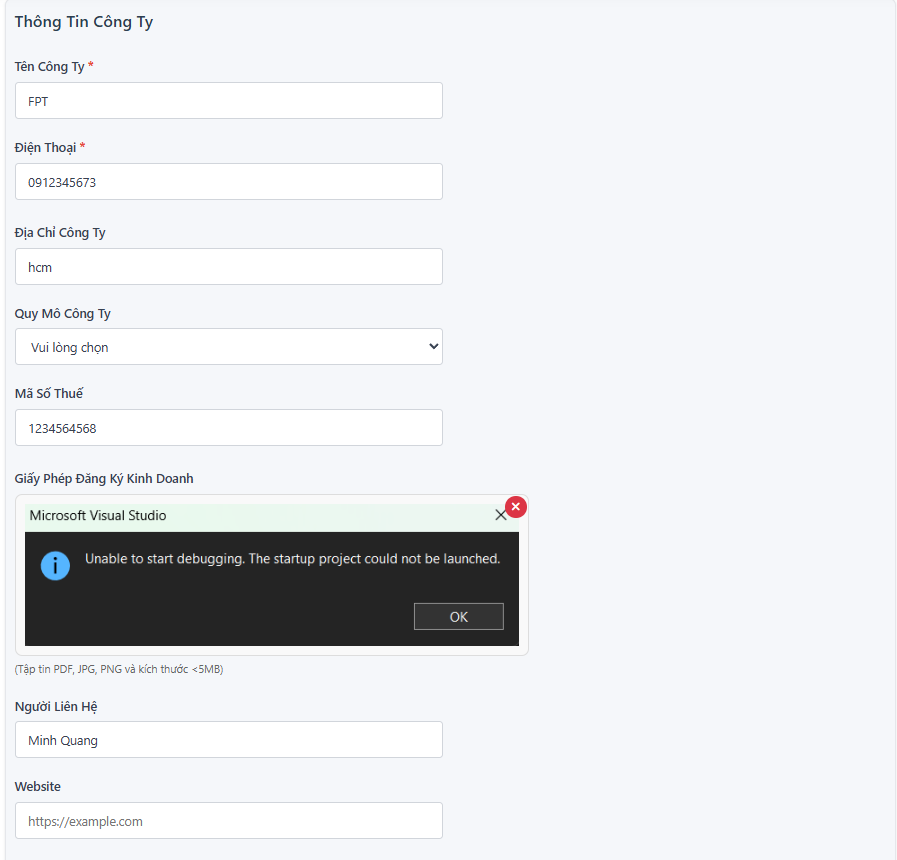 Thông Tin Công Ty
Tên Công Ty *
FPT
Điện Thoại *
0912345673
Địa Chỉ Công Ty
hcm
Quy Mô Công Ty
Vui lòng chọn
Mã Số Thuế
1234564568
Giấy Phép Đăng Ký Kinh Doanh
Microsoft Visual Studio
Unable to start debugging. The startup project could not be launched.
OK
(Tập tin PDF, JPG, PNG và kích thước <5MB)
Người Liên Hệ
Minh Quang
Website
https://example.com